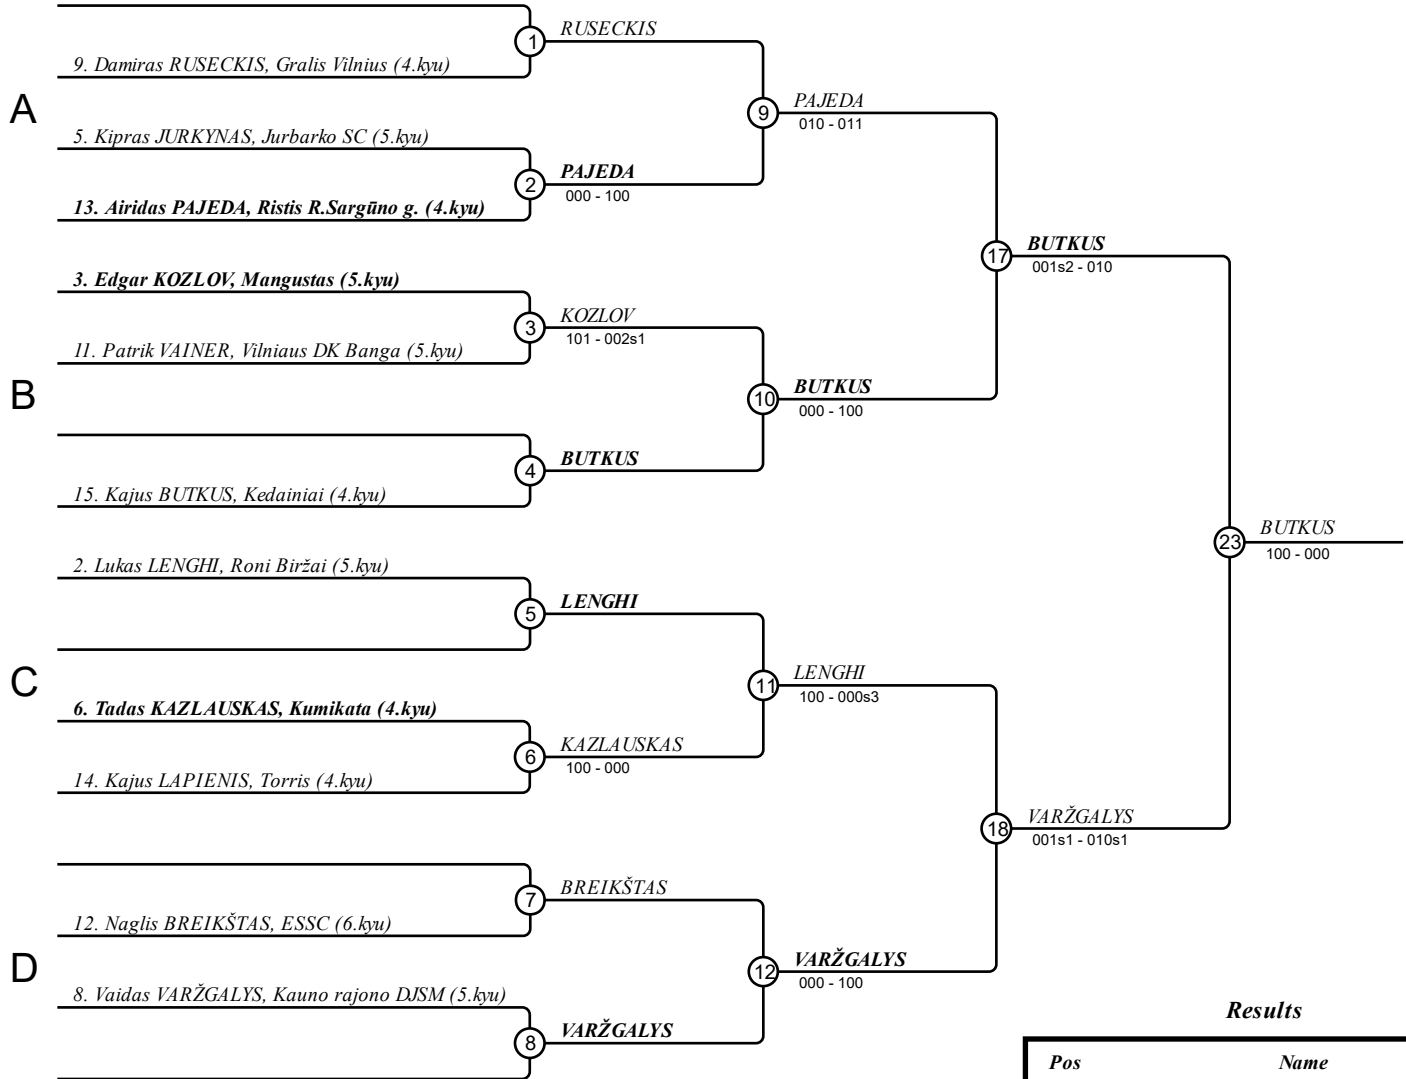 RUSECKIS
1
9. Damiras RUSECKIS, Gralis Vilnius (4.kyu)
A
PAJEDA
9
010 - 011
5. Kipras JURKYNAS, Jurbarko SC (5.kyu)
PAJEDA
2
000 - 100
13. Airidas PAJEDA, Ristis R.Sargūno g. (4.kyu)
BUTKUS
17
001s2 - 010
3. Edgar KOZLOV, Mangustas (5.kyu)
KOZLOV
3
101 - 002s1
11. Patrik VAINER, Vilniaus DK Banga (5.kyu)
B
BUTKUS
10
000 - 100
BUTKUS
4
15. Kajus BUTKUS, Kedainiai (4.kyu)
BUTKUS
23
100 - 000
2. Lukas LENGHI, Roni Biržai (5.kyu)
LENGHI
5
C
LENGHI
11
100 - 000s3
6. Tadas KAZLAUSKAS, Kumikata (4.kyu)
KAZLAUSKAS
6
100 - 000
14. Kajus LAPIENIS, Torris (4.kyu)
VARŽGALYS
18
001s1 - 010s1
BREIKŠTAS
7
12. Naglis BREIKŠTAS, ESSC (6.kyu)
D
VARŽGALYS
12
000 - 100
8. Vaidas VARŽGALYS, Kauno rajono DJSM (5.kyu)
VARŽGALYS
8
Results
Pos Name